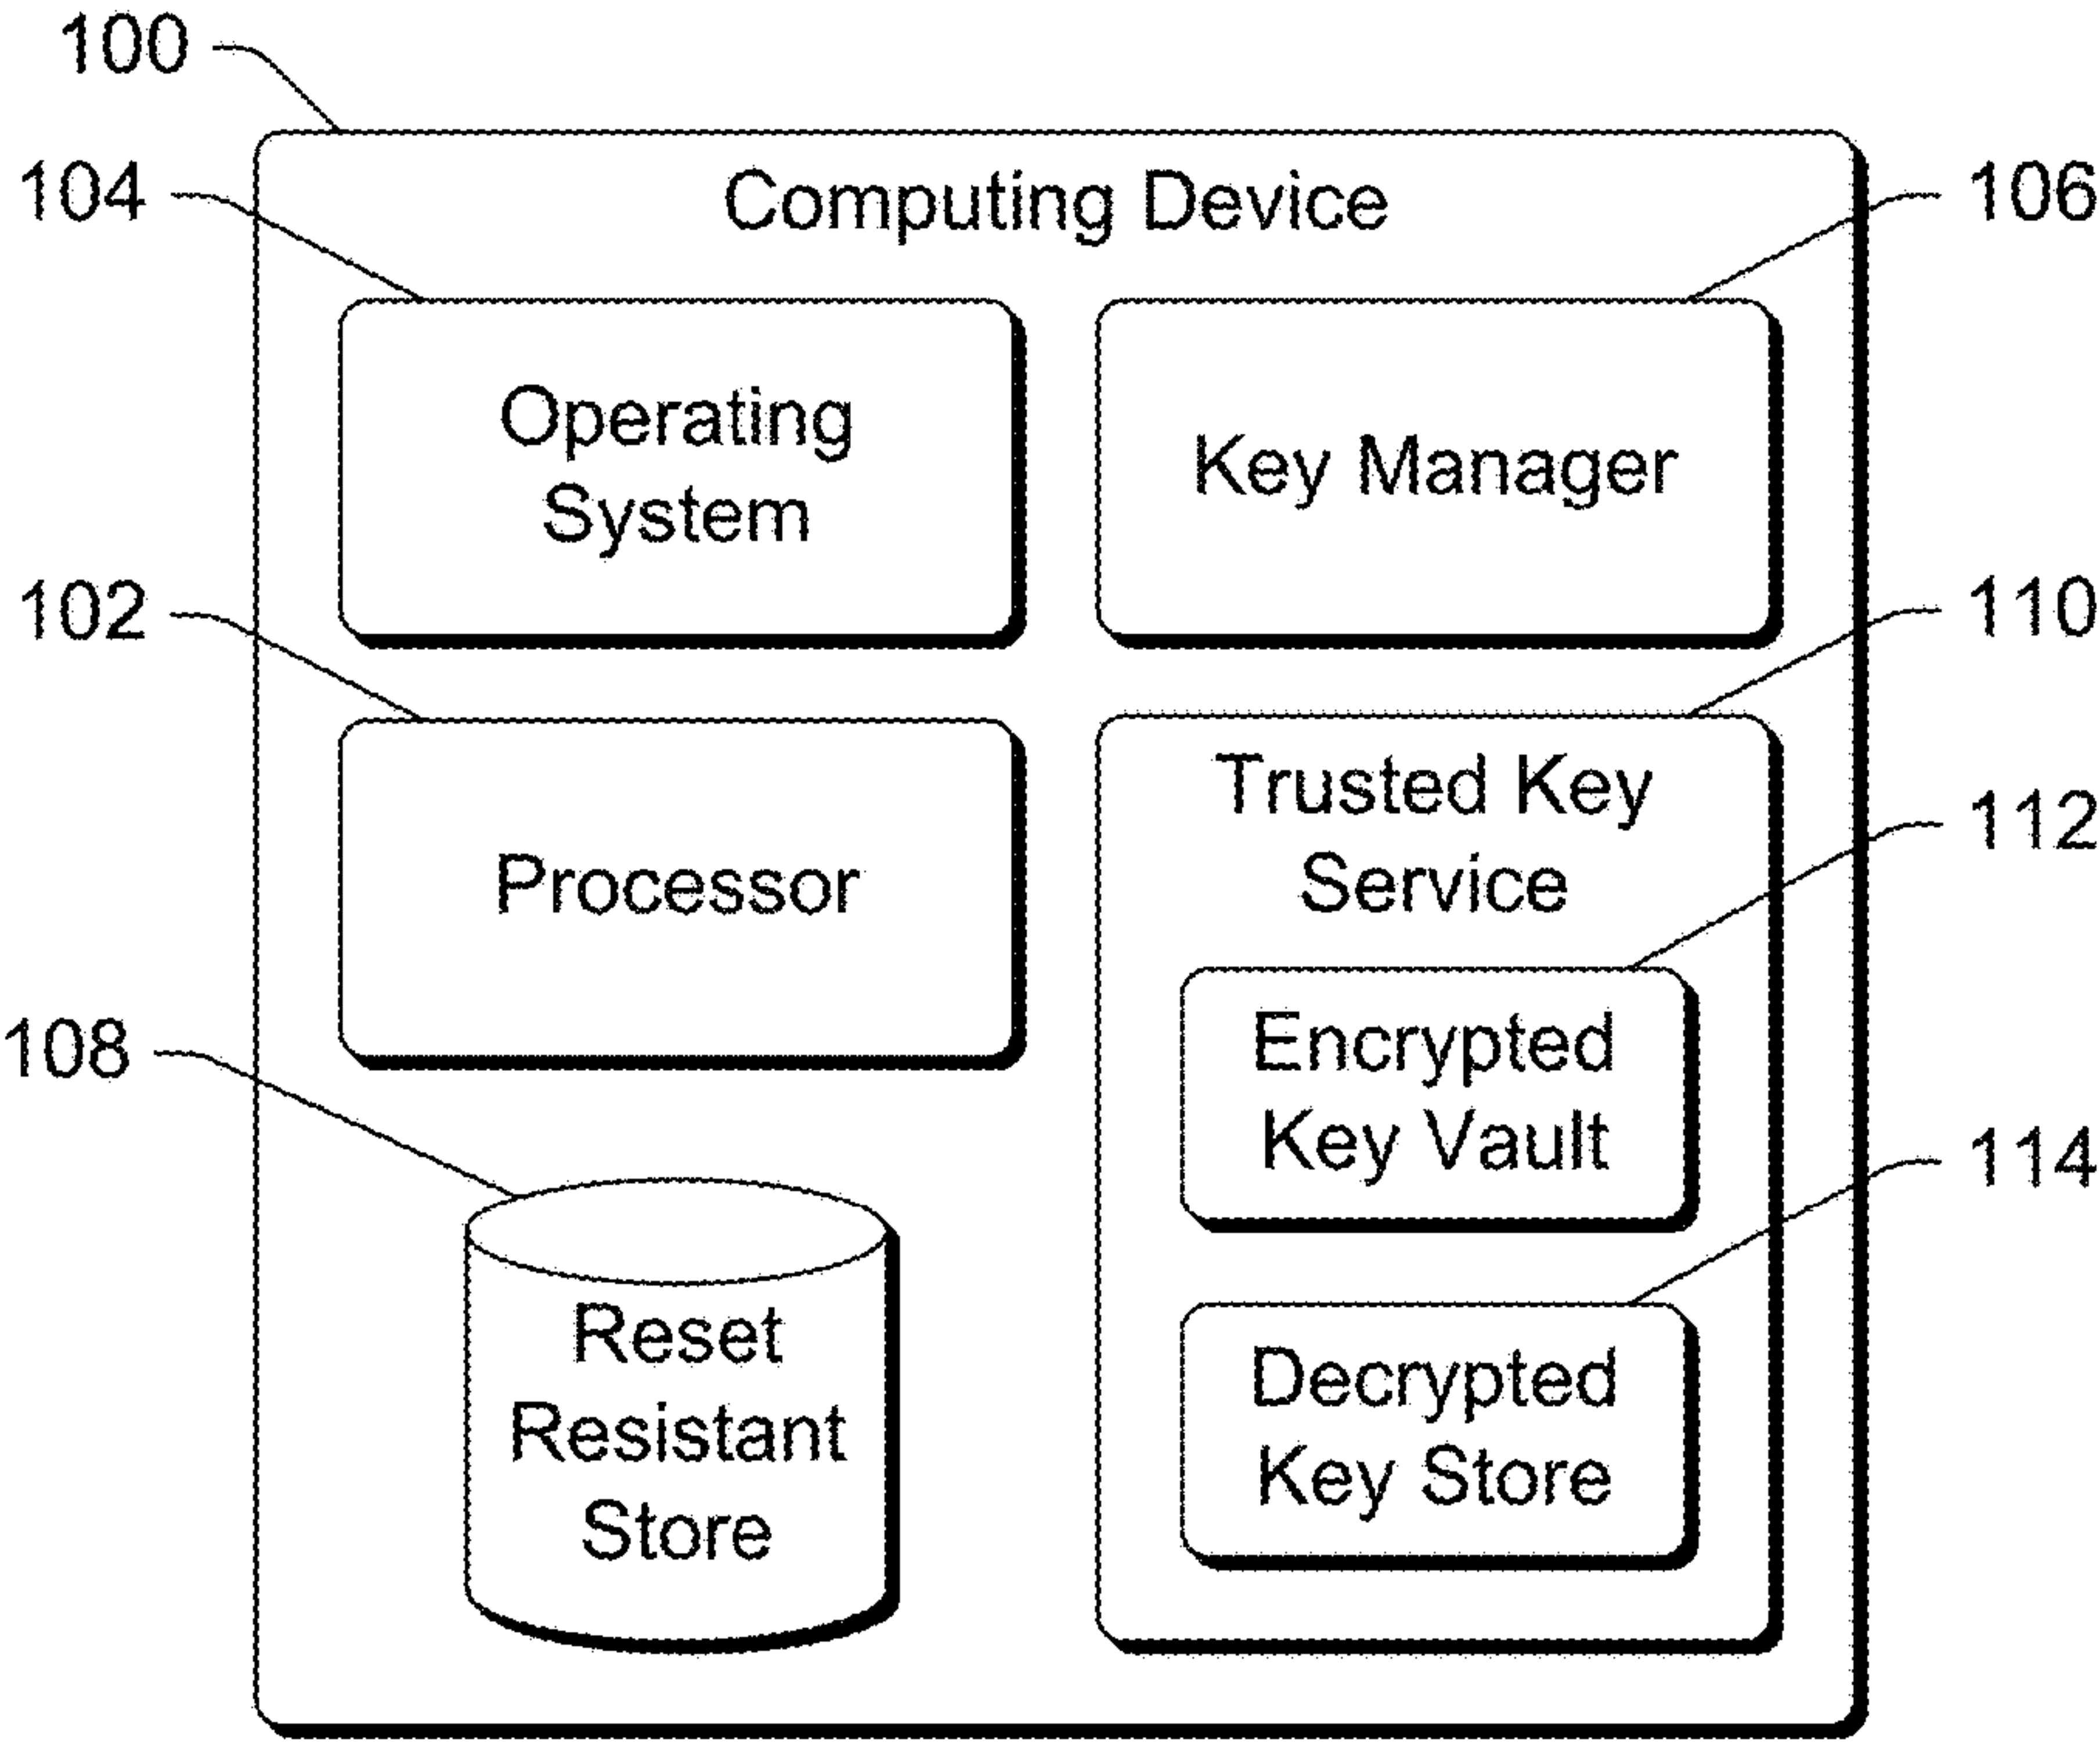 100
Computing Device
104
106
Operating
System
Key Manager
102
110
Processor
Trusted Key
Service
112
Encrypted
Key Vault
108
114
Reset
Resistant
Store
Decrypted
Key Store